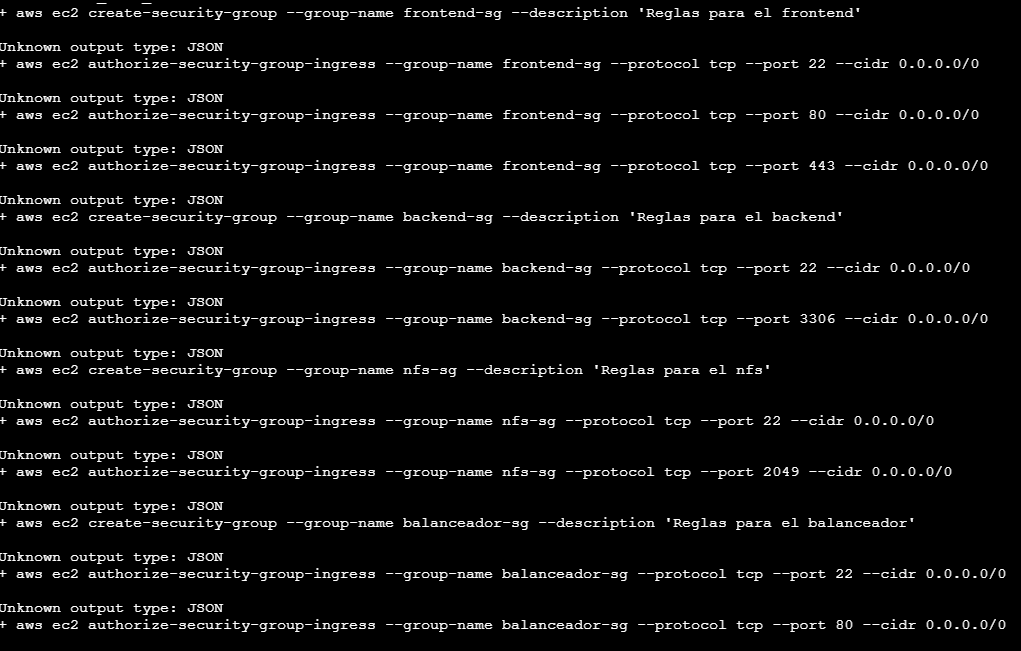 + aws ec2 create-security-group --group-name frontend-sg --description 'Reglas para el frontend'
Unknown output type: JSON
+ aws ec2 authorize-security-group-ingress --group-name frontend-sg --protocol tcp --port 22 --cidr 0.0.0.0/0
Unknown output type: JSON
+ aws ec2 authorize-security-group-ingress --group-name frontend-sg --protocol tcp --port 80 --cidr 0.0.0.0/0
Unknown output type: JSON
+ aws ec2 authorize-security-group-ingress --group-name frontend-sg --protocol tcp --port 443 --cidr 0.0.0.0/0
Unknown output type: JSON
+ aws ec2 create-security-group --group-name backend-sg --description 'Reglas para el backend'
Unknown output type: JSON
+ aws ec2 authorize-security-group-ingress --group-name backend-sg --protocol tcp --port 22 --cidr 0.0.0.0/0
Unknown output type: JSON
+ aws ec2 authorize-security-group-ingress --group-name backend-sg --protocol tcp --port 3306 --cidr 0.0.0.0/0
Unknown output type: JSON
+ aws ec2 create-security-group --group-name nfs-sg --description 'Reglas para el nfs'
Unknown output type: JSON
+ aws ec2 authorize-security-group-ingress --group-name nfs-sg --protocol tcp --port 22 --cidr 0.0.0.0/0
Unknown output type: JSON
+ aws ec2 authorize-security-group-ingress --group-name nfs-sg --protocol tcp --port 2049 --cidr 0.0.0.0/0
Unknown output type: JSON
+ aws ec2 create-security-group --group-name balanceador-sg --description 'Reglas para el balanceador'
Unknown output type: JSON
+ aws ec2 authorize-security-group-ingress --group-name balanceador-sg --protocol tcp --port 22 --cidr 0.0.0.0/0
Unknown output type: JSON
+ aws ec2 authorize-security-group-ingress --group-name balanceador-sg --protocol tcp --port 80 --cidr 0.0.0.0/0